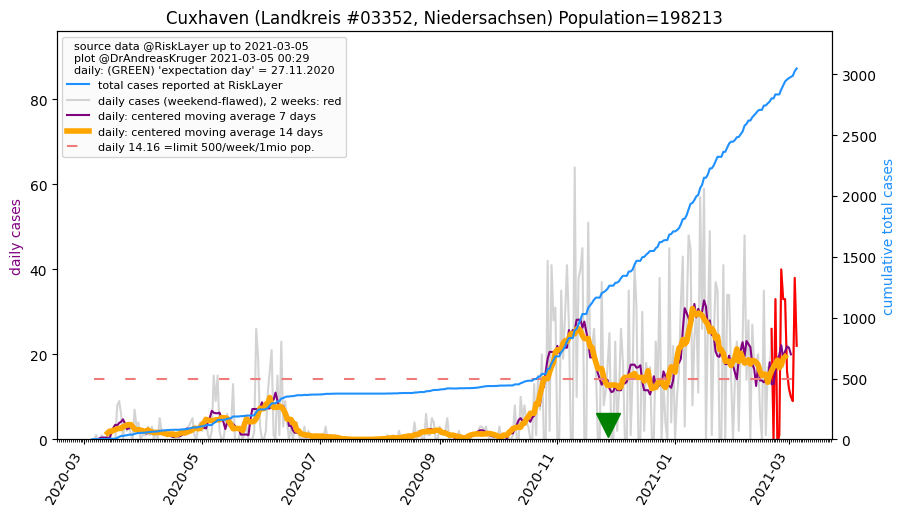 Cuxhaven (Landkreis #03352, Niedersachsen) Population=198213
source data @RiskLayer up to 2021-03-05
plot @DrAndreasKruger 2021-03-05 00:29
daily: (GREEN) 'expectation day' = 27.11.2020
total cases reported at RiskLayer
daily cases (weekend-flawed), 2 weeks: red
daily: centered moving average 7 days
daily: centered moving average 14 days
daily 14.16 =limit 500/week/1mio pop.
daily cases
80
60
40
20
0
3000
2500
2000
1500
1000
500
0
cumulative total cases
2020-03
2020-05
2020-07
2020-09
2020-11
2021-01
2021-03